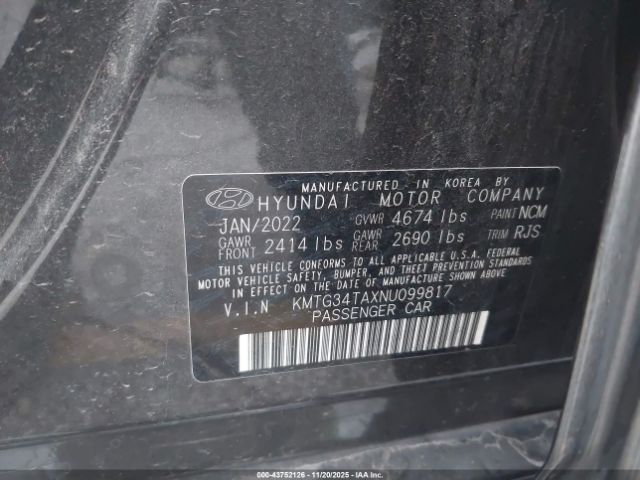 MANUFACTURED IN KOREA BY
HYUNDAI MOTOR COMPANY
JAN/2022 GVWR 4674 lbs PAINT NCM
GAWR FRONT 2414 lbs GAWR REAR 2690 lbs TRIM RJS
THIS VEHICLE CONFORMS TO ALL APPLICABLE U.S.A. FEDERAL
MOTOR VEHICLE SAFETY, BUMPER, AND THEFT PREVENTION STANDARDS
IN EFFECT ON THE DATE OF MANUFACTURE SHOWN ABOVE.
V.I.N KMTG34TAXNU099817
PASSENGER CAR
000-43752126 | 11/20/2025 | IAAI.COM